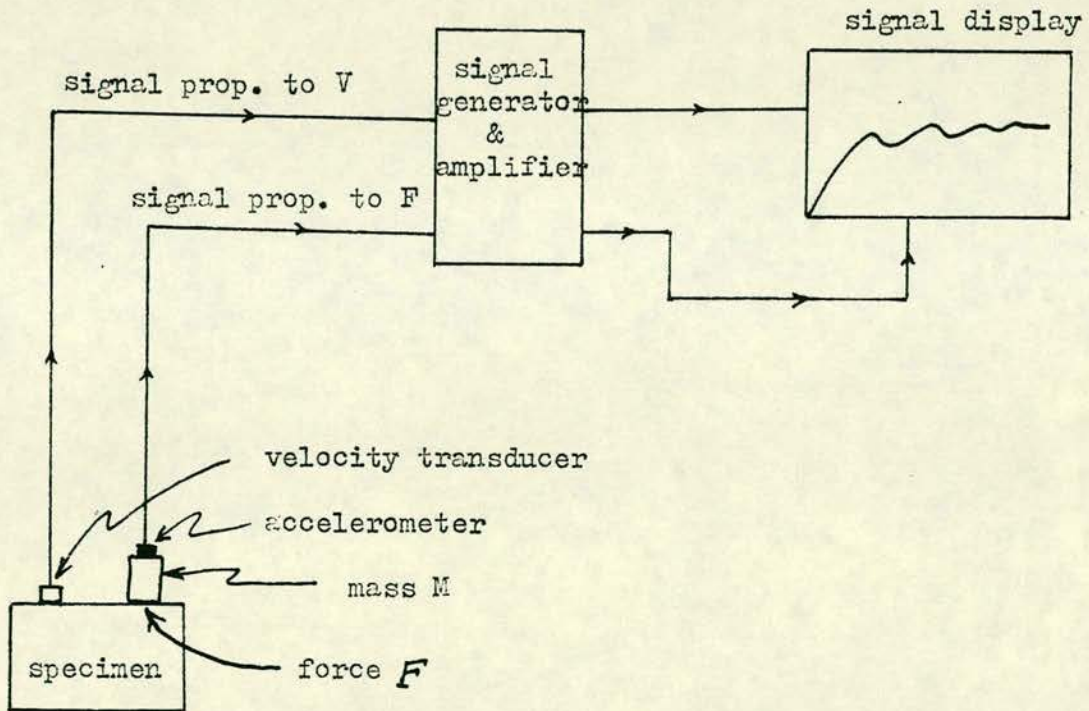 signal display
signal prop. to V
signal
generator
&
amplifier
signal prop. to F
velocity transducer
accelerometer
mass M
specimen
force F